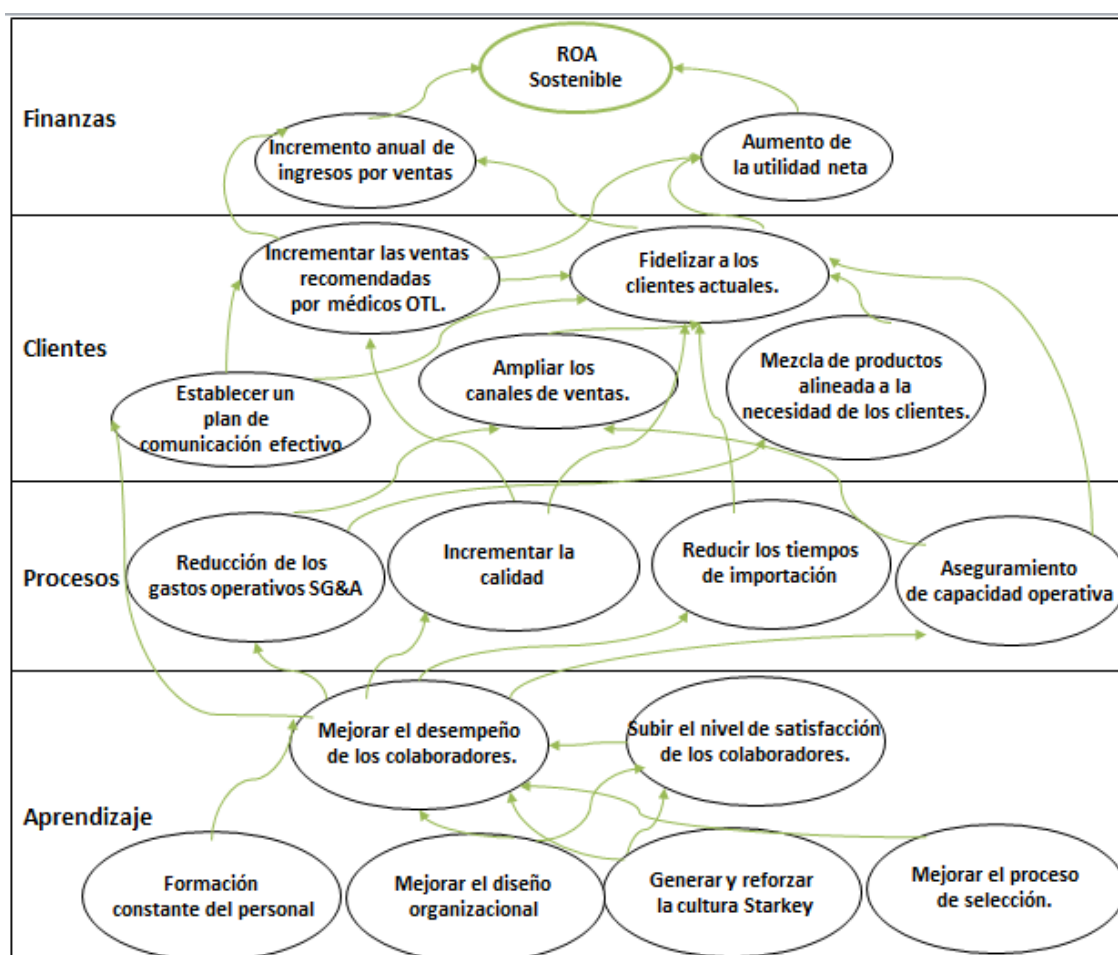 ROA
Sostenible
Finanzas
Incremento anual de
ingresos por ventas
Aumento de
la utilidad neta
Incrementar las ventas
recomendadas
por médicos OTL.
Fidelizar a los
clientes actuales.
Clientes
Ampliar los
canales de ventas.
Mezcla de productos
alineada a la
necesidad de los clientes.
Establecer un
plan de
comunicación efectivo
Procesos
Reducción de los
gastos operativos SG&A
Incrementar la
calidad
Reducir los tiempos
de importación
Aseguramiento
de capacidad operativa
Mejorar el desempeño
de los colaboradores.
Subir el nivel de satisfacción
de los colaboradores.
Aprendizaje
Formación
constante del personal
Mejorar el diseño
organizacional
Generar y reforzar
la cultura Starkey
Mejorar el proceso
de selección.